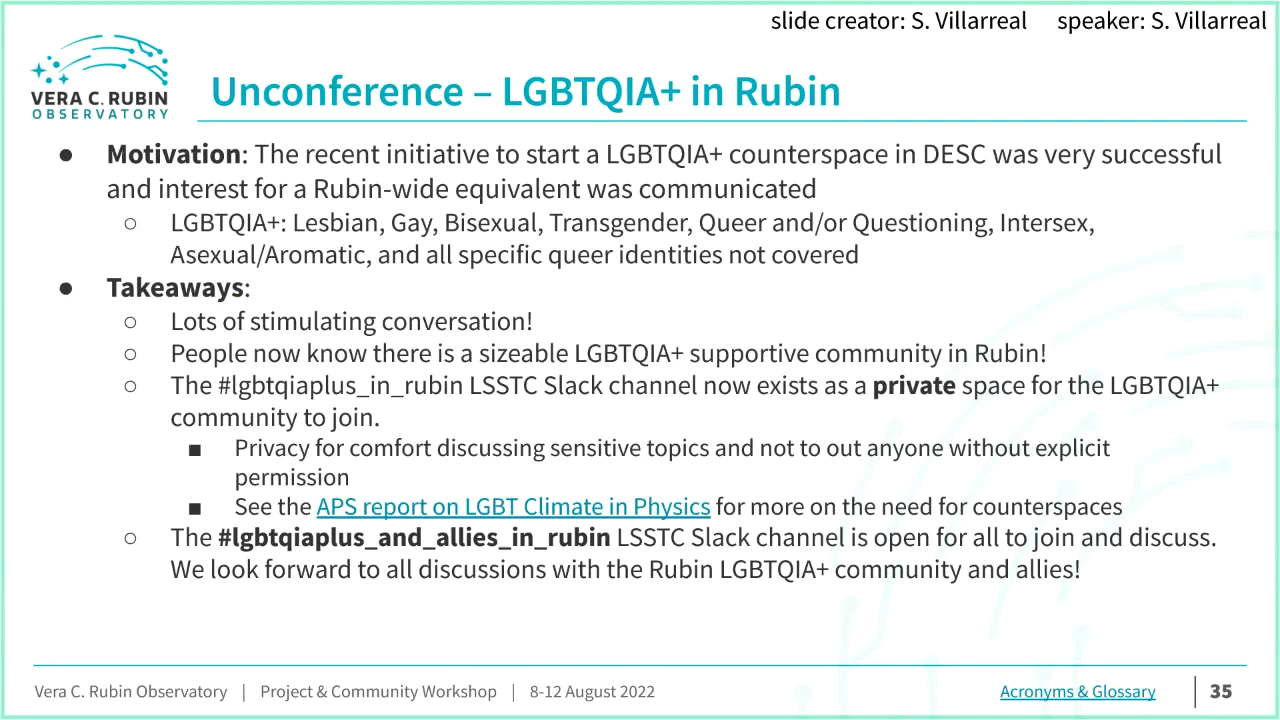 slide creator: S. Villarreal speaker: S. Villarreal
VERA C. RUBIN
OBSERVATORY
Unconference – LGBTQIA+ in Rubin
● Motivation: The recent initiative to start a LGBTQIA+ counterspace in DESC was very successful
and interest for a Rubin-wide equivalent was communicated
○ LGBTQIA+: Lesbian, Gay, Bisexual, Transgender, Queer and/or Questioning, Intersex,
Asexual/Aromatic, and all specific queer identities not covered
● Takeaways:
○ Lots of stimulating conversation!
○ People now know there is a sizeable LGBTQIA+ supportive community in Rubin!
○ The #lgbtqiaplus_in_rubin LSSTC Slack channel now exists as a private space for the LGBTQIA+
community to join.
■ Privacy for comfort discussing sensitive topics and not to out anyone without explicit
permission
■ See the APS report on LGBT Climate in Physics for more on the need for counterspaces
○ The #lgbtqiaplus_and_allies_in_rubin LSSTC Slack channel is open for all to join and discuss.
We look forward to all discussions with the Rubin LGBTQIA+ community and allies!
Vera C. Rubin Observatory | Project & Community Workshop | 8-12 August 2022
Acronyms & Glossary | 35